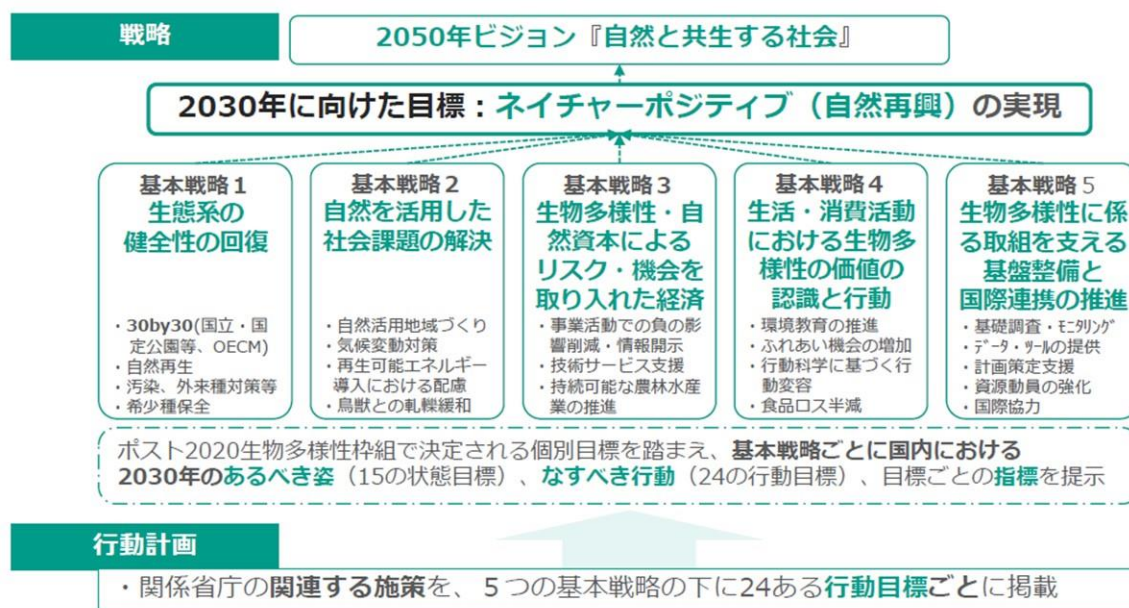 戦略
2050年ビジョン『自然と共生する社会』
2030年に向けた目標：ネイチャーポジティブ（自然再興）の実現
基本戦略１
生態系の
健全性の回復
・30by30(国立・国
定公園等、OECM)
・自然再生
・汚染、外来種対策等
・希少種保全
基本戦略２
自然を活用した
社会課題の解決
・自然活用地域づくり
・気候変動対策
・再生可能エネルギー
導入における配慮
・鳥獣との軋轢緩和
基本戦略３
生物多様性・自
然資本による
リスク・機会を
取り入れた経済
・事業活動での負の影
響削減・情報開示
・技術サービス支援
・持続可能な農林水産
業の推進
基本戦略４
生活・消費活動
における生物多
様性の価値の
認識と行動
・環境教育の推進
・ふれあい機会の増加
・行動科学に基づく行
動変容
・食品ロス半減
基本戦略５
生物多様性に係
る取組を支える
基盤整備と
国際連携の推進
・基礎調査・ﾓﾆﾀﾘﾝｸﾞ
・ﾃﾞｰﾀ・ﾂｰﾙの提供
・計画策定支援
・資源動員の強化
・国際協力
ポスト2020生物多様性枠組で決定される個別目標を踏まえ、基本戦略ごとに国内における
2030年のあるべき姿（15の状態目標）、なすべき行動（24の行動目標）、目標ごとの指標を提示
行動計画
・関係省庁の関連する施策を、５つの基本戦略の下に24ある行動目標ごとに掲載